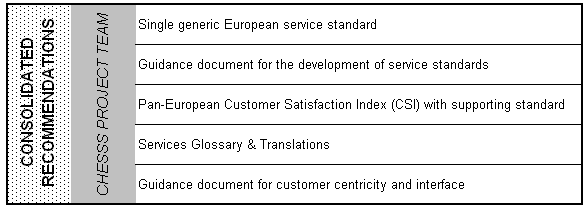 CONSOLIDATED
RECOMMENDATIONS
CHESSS PROJECT TEAM
Single generic European service standard
Guidance document for the development of service standards
Pan-European Customer Satisfaction Index (CSI) with supporting standard
Services Glossary & Translations
Guidance document for customer centricity and interface